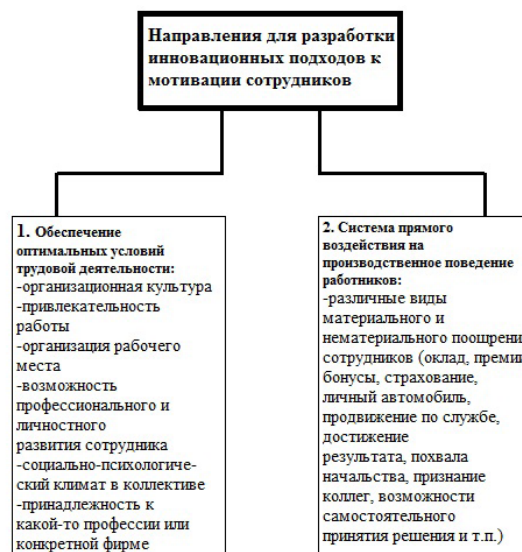 Направления для разработки
инновационных подходов к
мотивации сотрудников
1. Обеспечение
оптимальных условий
трудовой деятельности:
-организационная культура
-привлекательность
работы
-организация рабочего
места
-возможность
профессионального и
личностного
развития сотрудника
-социально-психологиче-
ский климат в коллективе
-принадлежность к
какой-то профессии или
конкретной фирме
2. Система прямого
воздействия на
производственное поведение
работников:
-различные виды
материального и
нематериального поощрени
сотрудников (оклад, преми
бонусы, страхование,
личный автомобиль,
продвижение по службе,
достижение
результата, похвала
начальства, признание
коллег, возможности
самостоятельного
принятия решения и т.п.)